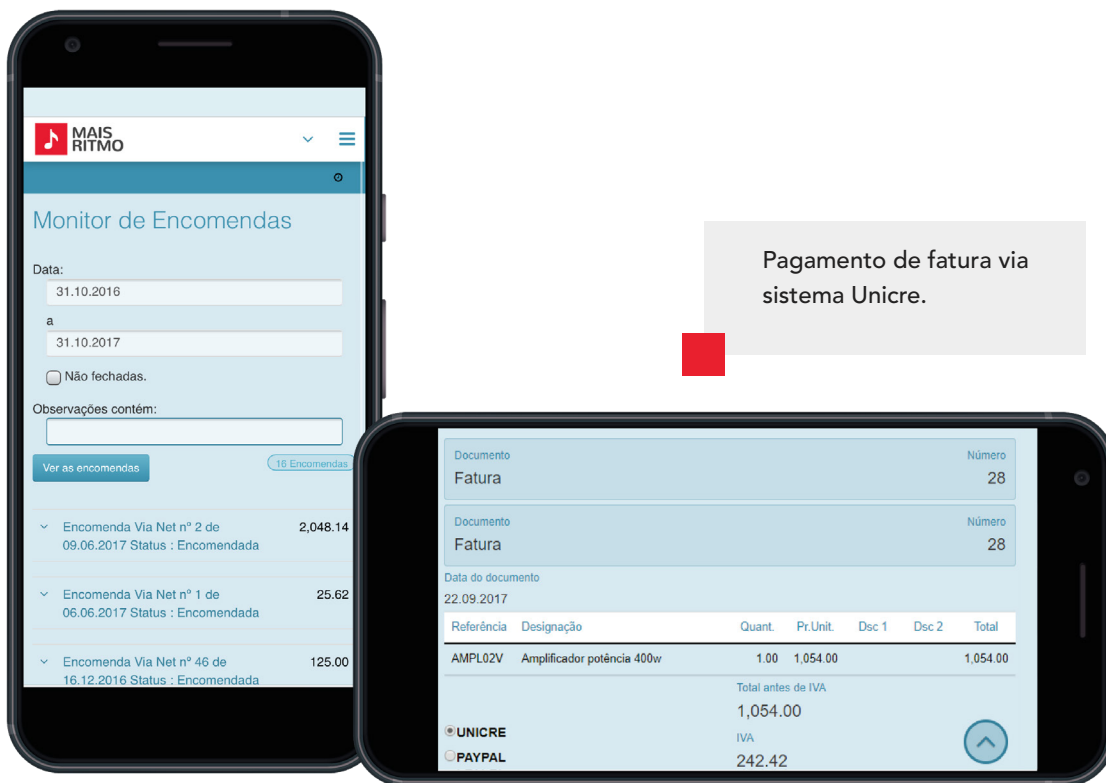 MAIS
RITMO
Monitor de Encomendas
Data:
31.10.2016
a
31.10.2017
Não fechadas.
Observações contém:
Ver as encomendas
16 Encomendas
Encomenda Via Net nº 2 de 2,048.14
09.06.2017 Status : Encomendada
Encomenda Via Net nº 1 de 25.62
06.06.2017 Status : Encomendada
Encomenda Via Net nº 46 de 125.00
16.12.2016 Status : Encomendada
Pagamento de fatura via
sistema Unicre.
Documento Número
Fatura 28
Documento Número
Fatura 28
Data do documento
22.09.2017
Referência Designação Quant. Pr.Unit. Dsc 1 Dsc 2 Total
AMPL02V Amplificador potência 400w 1.00 1,054.00 1,054.00
Total antes de IVA
1,054.00
UNICRE
IVA
PAYPAL
242.42